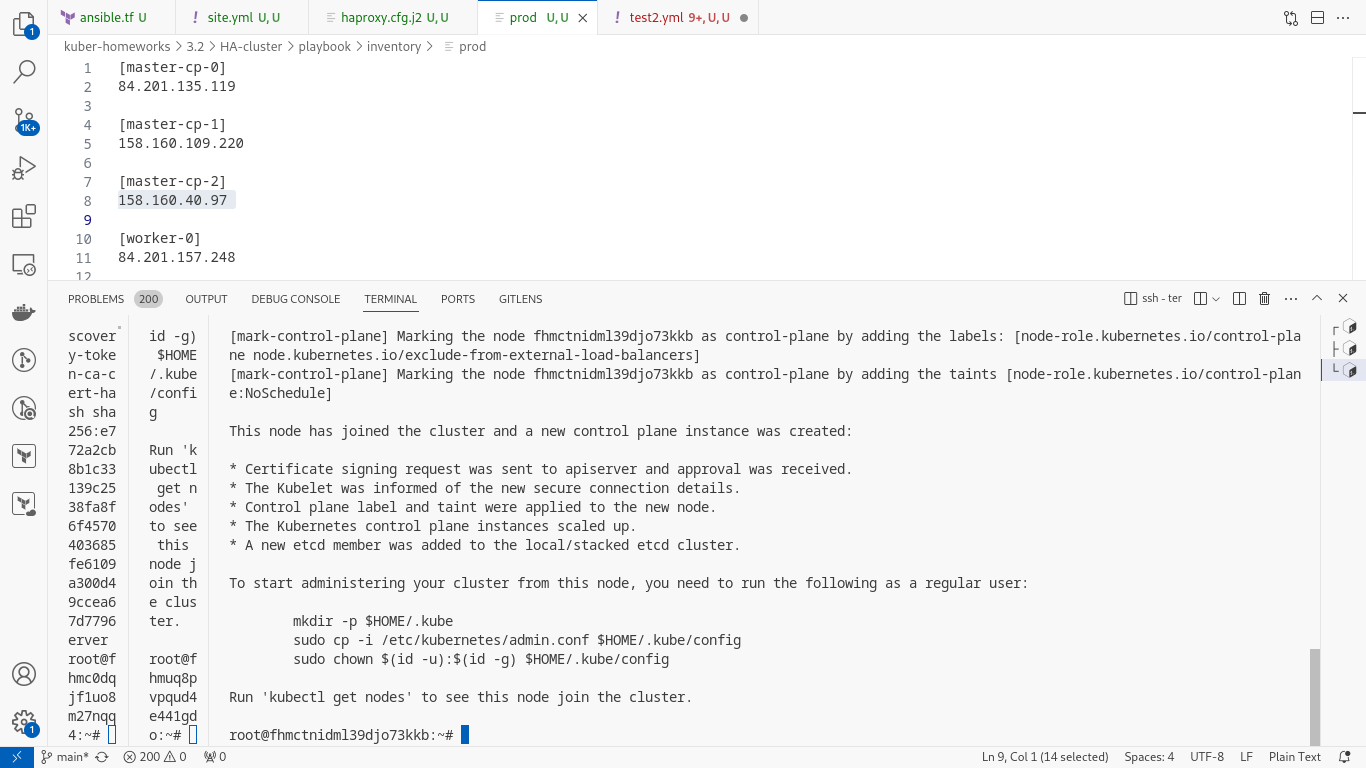 ansible.tf U
! site.yml U, U
haproxy.cfg.j2 U, U
prod U, U
! test2.yml 9+, U, U
1
kuber-homeworks > 3.2 > HA-cluster > playbook > inventory > prod
1 [master-cp-0]
2 84.201.135.119
3
4 [master-cp-1]
5 158.160.109.220
6
7 [master-cp-2]
8 158.160.40.97
9
10 [worker-0]
11 84.201.157.248
12
1K+
PROBLEMS 200 OUTPUT DEBUG CONSOLE TERMINAL PORTS GITLENS
ssh - ter
scover
y-toke
n-ca-c
ert-ha
sh sha
256:e7
72a2cb
8b1c33
139c25
38fa8f
6f4570
403685
fe6109
a300d4
9ccea6
7d7796
erver
root@f
hmc0dq
jf1uo8
m27nqq
4:~#
id -g)
$HOME
/.kube
/confi
g
Run 'k
ubectl
get n
odes'
to see
this
node j
oin th
e clus
ter.
root@f
hmuq8p
vpqud4
e441gd
o:~#
[mark-control-plane] Marking the node fhmctnidml39djo73kkb as control-plane by adding the labels: [node-role.kubernetes.io/control-pla
ne node.kubernetes.io/exclude-from-external-load-balancers]
[mark-control-plane] Marking the node fhmctnidml39djo73kkb as control-plane by adding the taints [node-role.kubernetes.io/control-plan
e:NoSchedule]
This node has joined the cluster and a new control plane instance was created:
* Certificate signing request was sent to apiserver and approval was received.
* The Kubelet was informed of the new secure connection details.
* Control plane label and taint were applied to the new node.
* The Kubernetes control plane instances scaled up.
* A new etcd member was added to the local/stacked etcd cluster.
To start administering your cluster from this node, you need to run the following as a regular user:
mkdir -p $HOME/.kube
sudo cp -i /etc/kubernetes/admin.conf $HOME/.kube/config
sudo chown $(id -u):$(id -g) $HOME/.kube/config
Run 'kubectl get nodes' to see this node join the cluster.
root@fhmctnidml39djo73kkb:~#
1
main* 200 0 0
Ln 9, Col 1 (14 selected) Spaces: 4 UTF-8 LF Plain Text